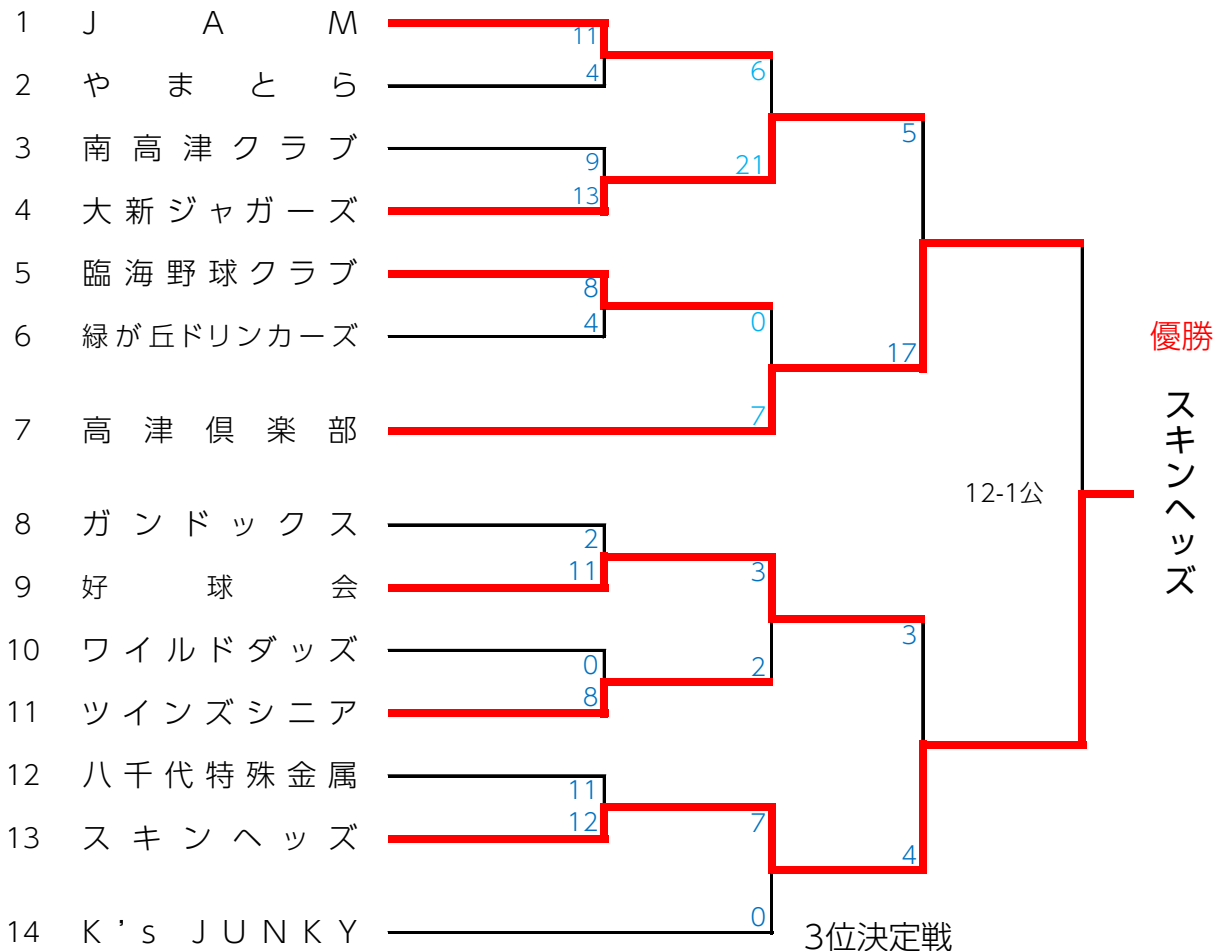 1 J A M
11
2 やまとら
4
6
3 南高津クラブ
9
21
5
4 大新ジャガーズ
13
5 臨海野球クラブ
8
6 緑が丘ドリンカーズ
4
0
17
7 高津倶楽部
7
優勝
スキンヘッズ
12-1公
8 ガンドックス
2
9 好球会
11
3
10 ワイルドダッズ
0
2
3
11 ツインズシニア
8
12 八千代特殊金属
11
13 スキンヘッズ
12
7
4
14 K's JUNKY
0
3位決定戦